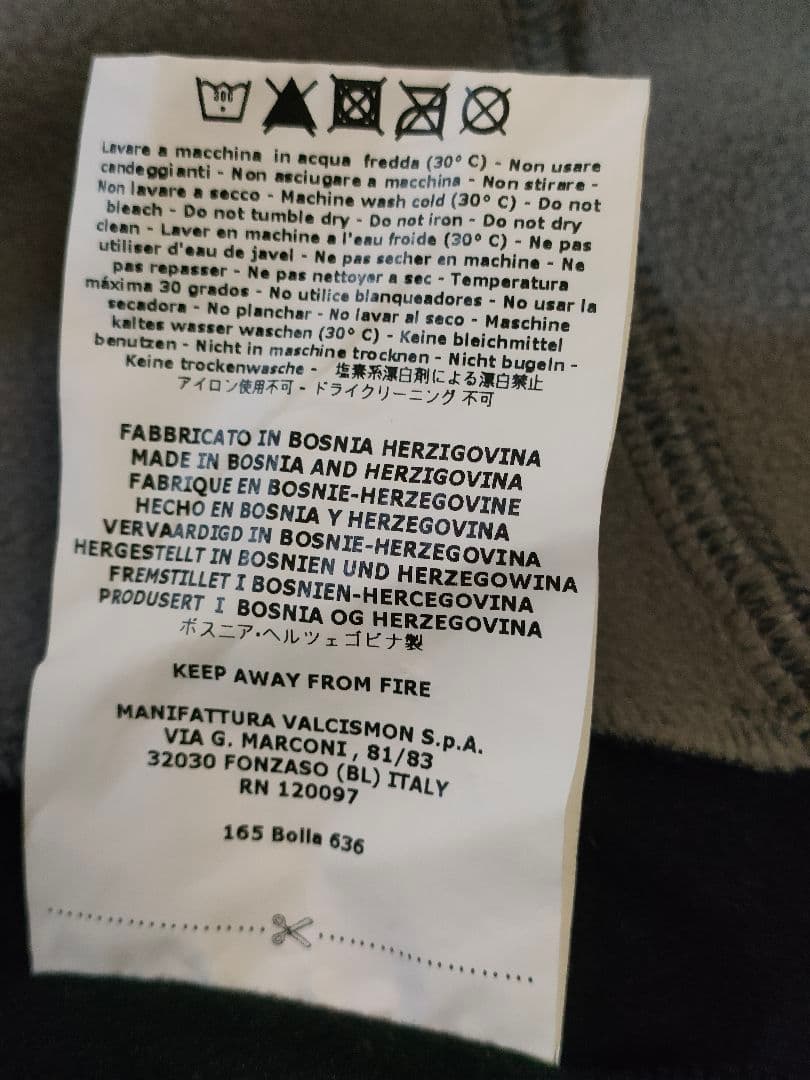 30C
Lavare a macchina in acqua fredda (30° C) - Non usare
candeggianti - Non asciugare a macchina - Non stirare -
Non lavare a secco - Machine wash cold (30° C) - Do not
bleach - Do not tumble dry - Do not iron - Do not dry
clean - Laver en machine a l'eau froide (30° C) - Ne pas
utiliser d'eau de javel - Ne pas secher en machine - Ne
pas repasser - Ne pas nettoyer a sec - Temperatura
máxima 30 grados - No utilice blanqueadores - No usar la
secadora - No planchar - No lavar al seco - Maschine
kaltes wasser waschen (30° C) - Keine bleichmittel
benutzen - Nicht in maschine trocknen - Nicht bugeln -
Keine trockenwasche - 塩素系漂白剤による漂白禁止
アイロン使用不可 - ドライクリーニング 不可
FABBRICATO IN BOSNIA HERZIGOVINA
MADE IN BOSNIA AND HERZIGOVINA
FABRIQUE EN BOSNIE-HERZEGOVINE
HECHO EN BOSNIA Y HERZEGOVINA
VERVAARDIGD IN BOSNIE-HERZEGOVINA
HERGESTELLT IN BOSNIEN UND HERZEGOWINA
FREMSTILLET I BOSNIEN-HERCEGOVINA
PRODUSERT I BOSNIA OG HERZEGOVINA
ボスニア・ヘルツェゴビナ製
KEEP AWAY FROM FIRE
MANIFATTURA VALCISMON S.p.A.
VIA G. MARCONI, 81/83
32030 FONZASO (BL) ITALY
RN 120097
165 Bolla 636